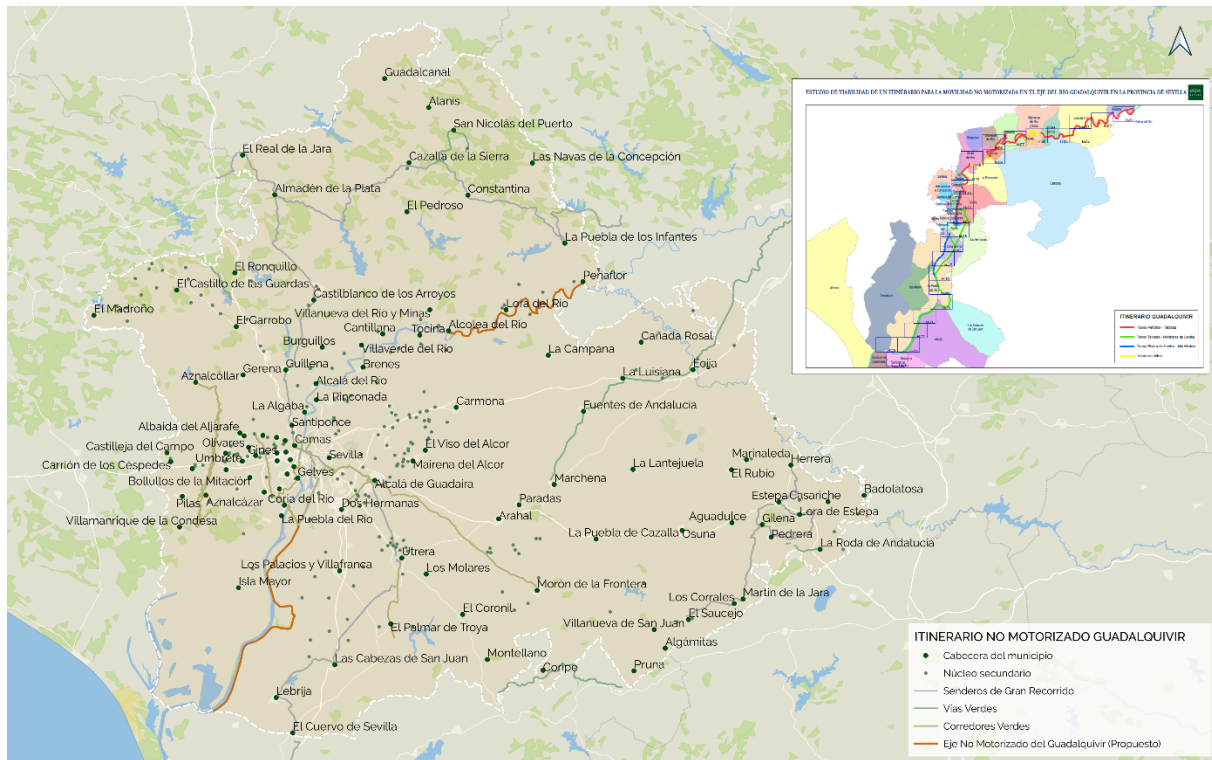 Guadalcanal
Alanís
San Nicolás del Puerto
El Real de la Jara
Cazalla de la Sierra
Las Navas de la Concepción
Almadén de la Plata
Constantina
El Pedroso
La Puebla de los Infantes
El Ronquillo
Peñaflor
El Castillo de las Guardas
Castilblanco de los Arroyos
Lora del Río
El Madroño
Villanueva del Río y Minas
El Garrobo
Cantillana
Tocina
Alcolea del Río
Cañada Rosal
Burguillos
Villaverde del Río
La Campana
Guillena
Brenes
Gerena
Aznalcóllar
Alcalá del Río
La Luisiana
Écija
La Rinconada
La Algaba
Carmona
Fuentes de Andalucía
Santiponce
Albaida del Aljarafe
Olivares
Camas
Castilleja del Campo
Gines
Sevilla
El Viso del Alcor
Marinaleda
Carrión de los Céspedes
Umbrete
Mairena del Alcor
La Lantejuela
Herrera
Gelves
El Rubio
Bollullos de la Mitación
Alcalá de Guadaíra
Marchena
Badolatosa
Pilas
Aznalcázar
Coria del Río
Dos Hermanas
Paradas
Estepa
Casariche
Lora de Estepa
Villamanrique de la Condesa
La Puebla del Río
Arahal
Aguadulce
Gilena
La Puebla de Cazalla
Osuna
Pedrera
La Roda de Andalucía
Utrera
Los Palacios y Villafranca
Los Molares
Isla Mayor
Morón de la Frontera
Los Corrales
Martín de la Jara
El Coronil
El Saucejo
El Palmar de Troya
Villanueva de San Juan
Algámitas
Las Cabezas de San Juan
Montellano
Coripe
Pruna
Lebrija
El Cuervo de Sevilla
ESTUDIO DE VIABILIDAD DE UN ITINERARIO PARA LA MOVILIDAD NO MOTORIZADA EN EL EJE DEL RÍO GUADALQUIVIR EN LA PROVINCIA DE SEVILLA
ITINERARIO GUADALQUIVIR
ITINERARIO NO MOTORIZADO GUADALQUIVIR
Cabecera del municipio
Núcleo secundario
Senderos de Gran Recorrido
Vías Verdes
Corredores Verdes
Eje No Motorizado del Guadalquivir (Propuesto)